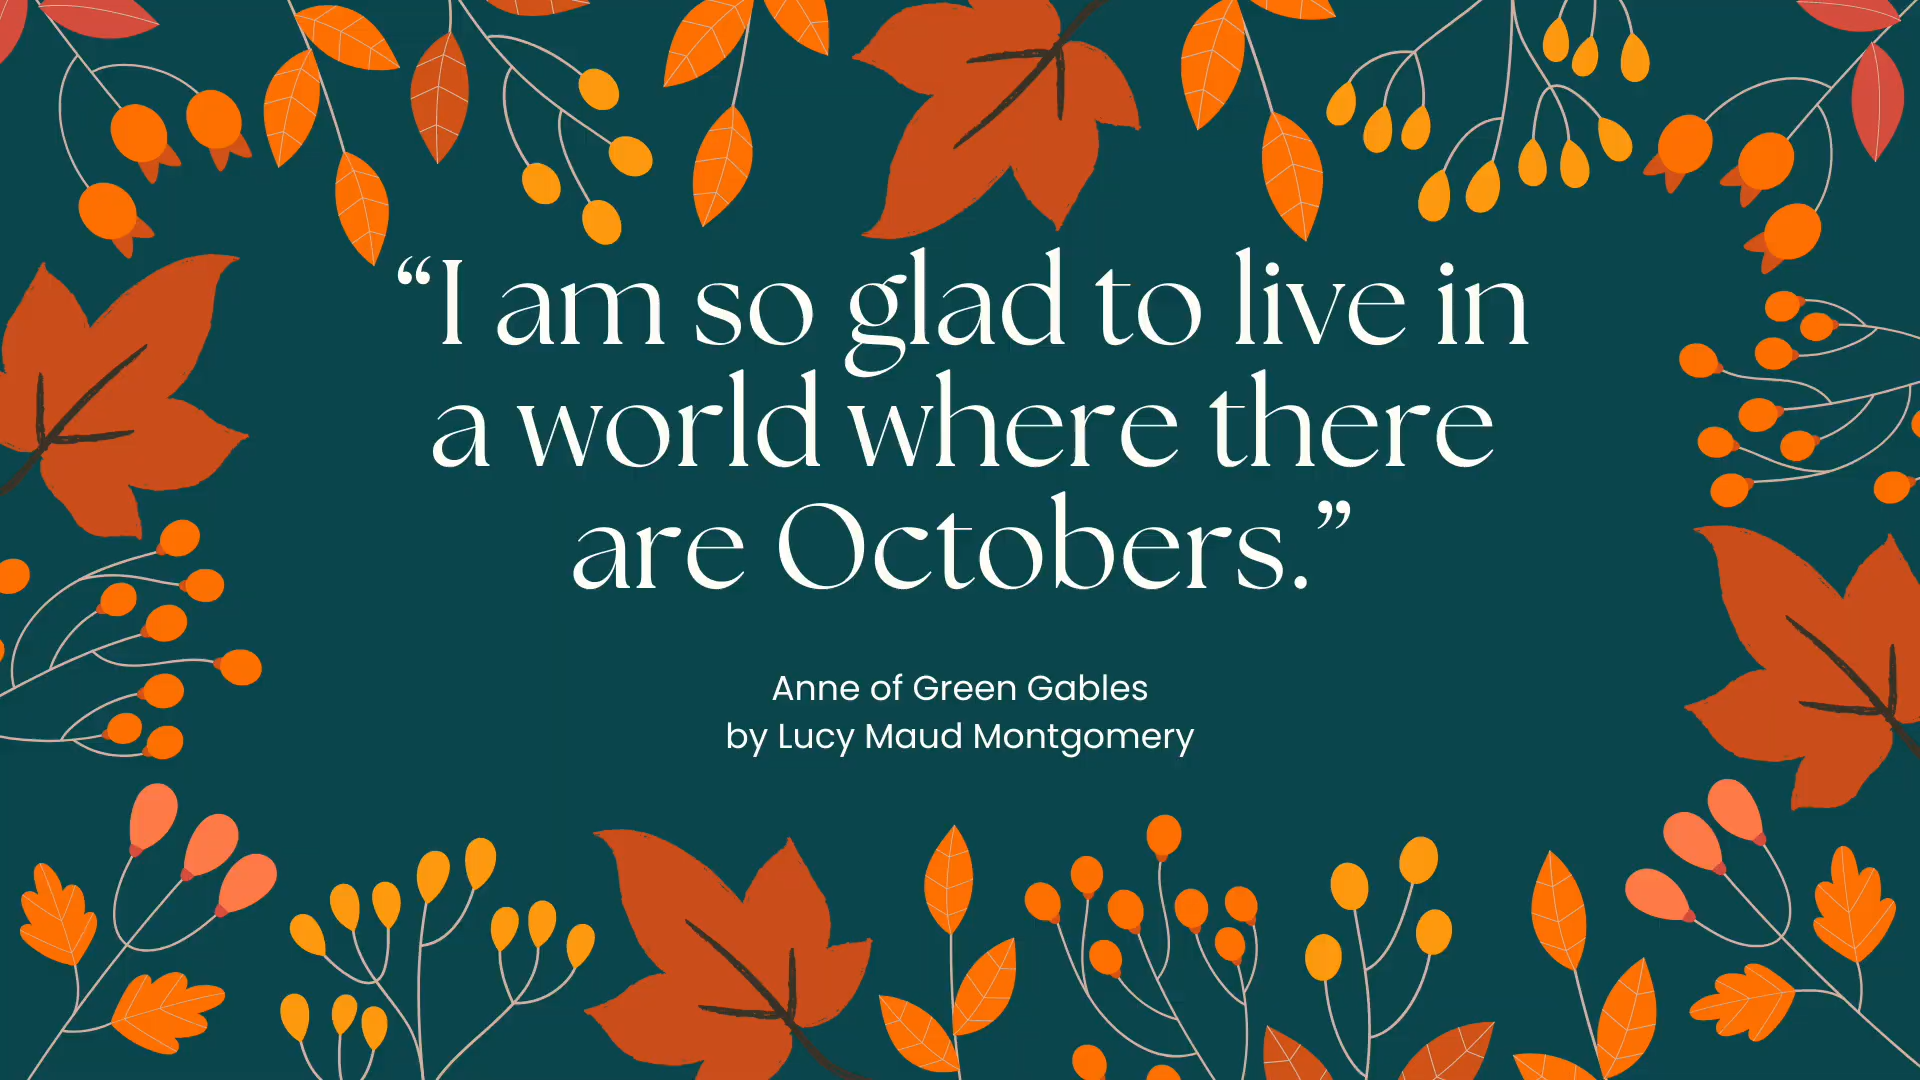 “I am so glad to live in
a world where there
are Octobers.”
Anne of Green Gables
by Lucy Maud Montgomery